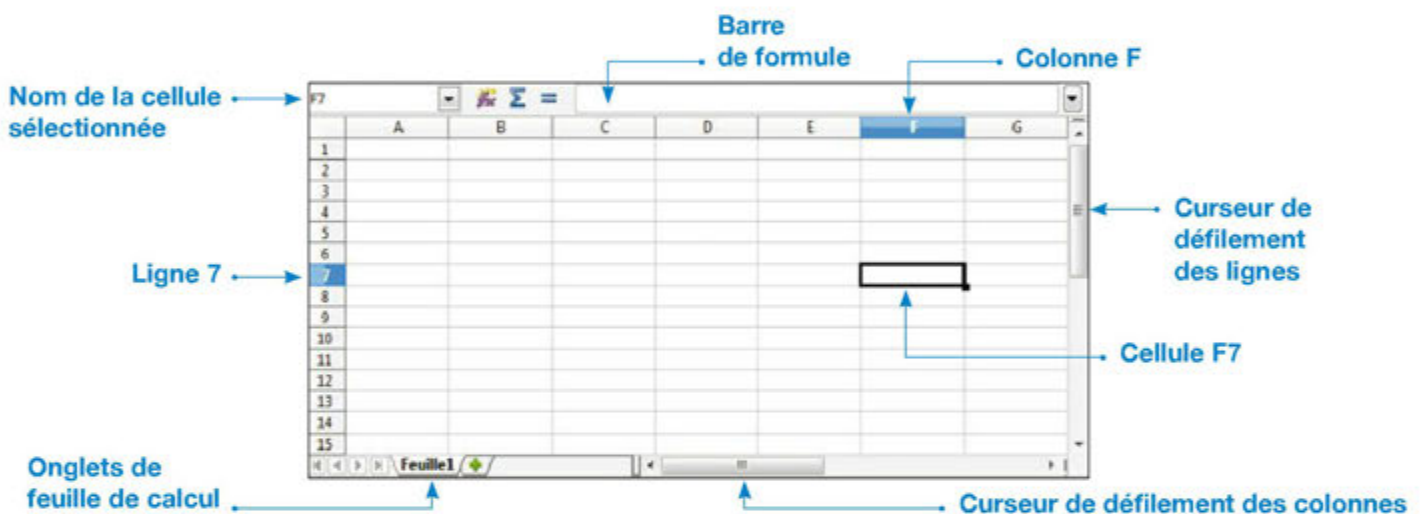 Barre
de formule
Colonne F
Nom de la cellule
sélectionnée
F7
Σ =
A B C D E F G
1
2
3
4
5
6
7
8
9
10
11
12
13
14
15
Curseur de
défilement
des lignes
Ligne 7
Cellule F7
Feuille1
Onglets de
feuille de calcul
Curseur de défilement des colonnes